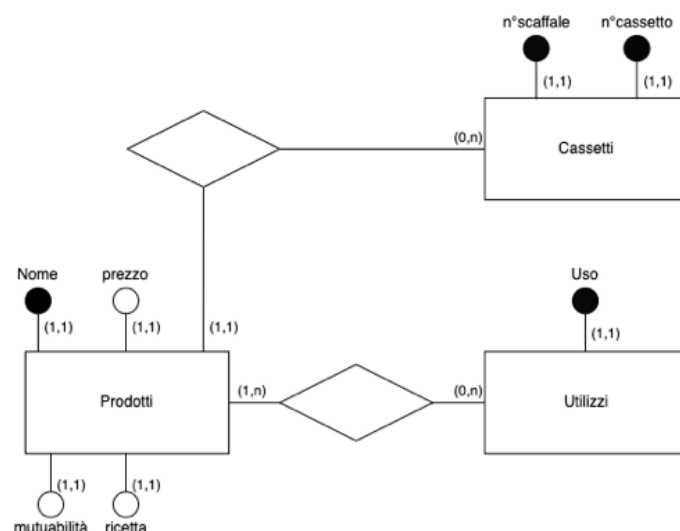 n°scaffale n°cassetto
(1,1) (1,1)
(0,n)
Cassetti
Nome prezzo
Uso
(1,1) (1,1) (1,1)
(1,1)
(1,n) (0,n)
Prodotti
Utilizzi
(1,1) (1,1)
mutuabilità ricetta